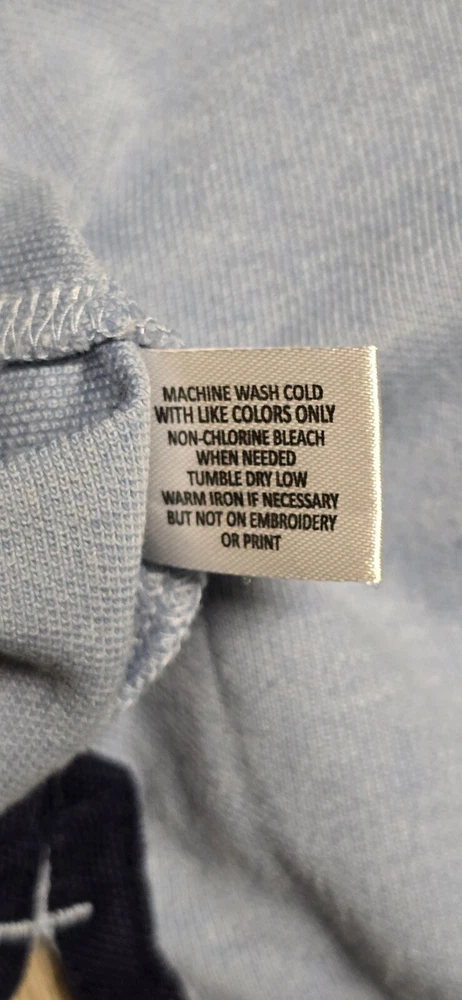 MACHINE WASH COLD
WITH LIKE COLORS ONLY
NON-CHLORINE BLEACH
WHEN NEEDED
TUMBLE DRY LOW
WARM IRON IF NECESSARY
BUT NOT ON EMBROIDERY
OR PRINT